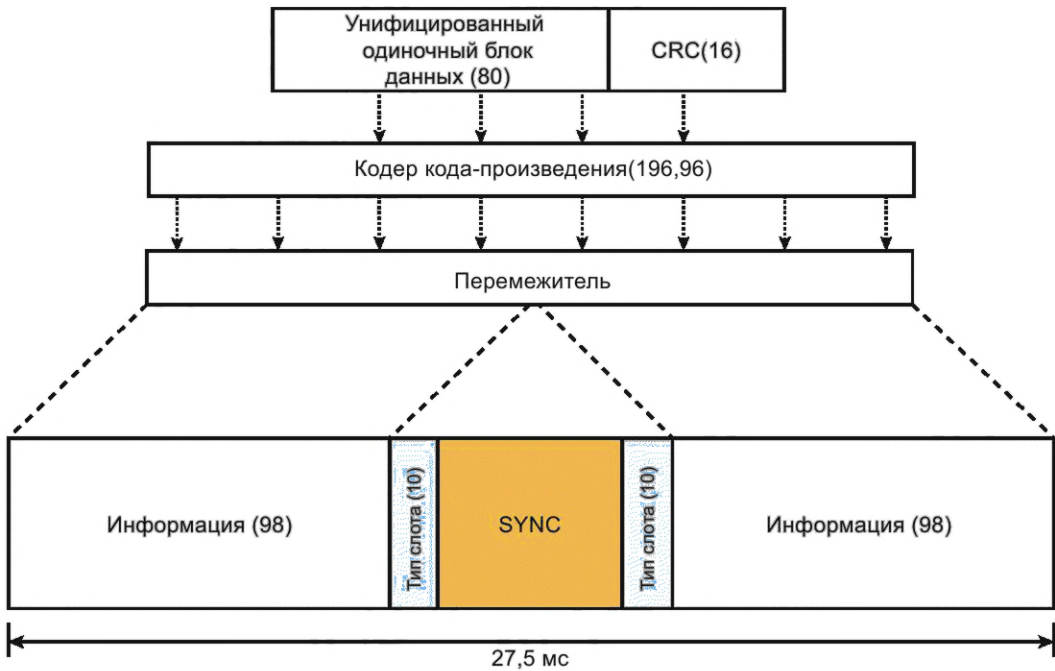 Унифицированный
одиночный блок
данных (80)
CRC(16)
Кодер кода-произведения(196,96)
Перемежитель
Информация (98)
Тип слота (10)
SYNC
Тип слота (10)
Информация (98)
27,5 мс